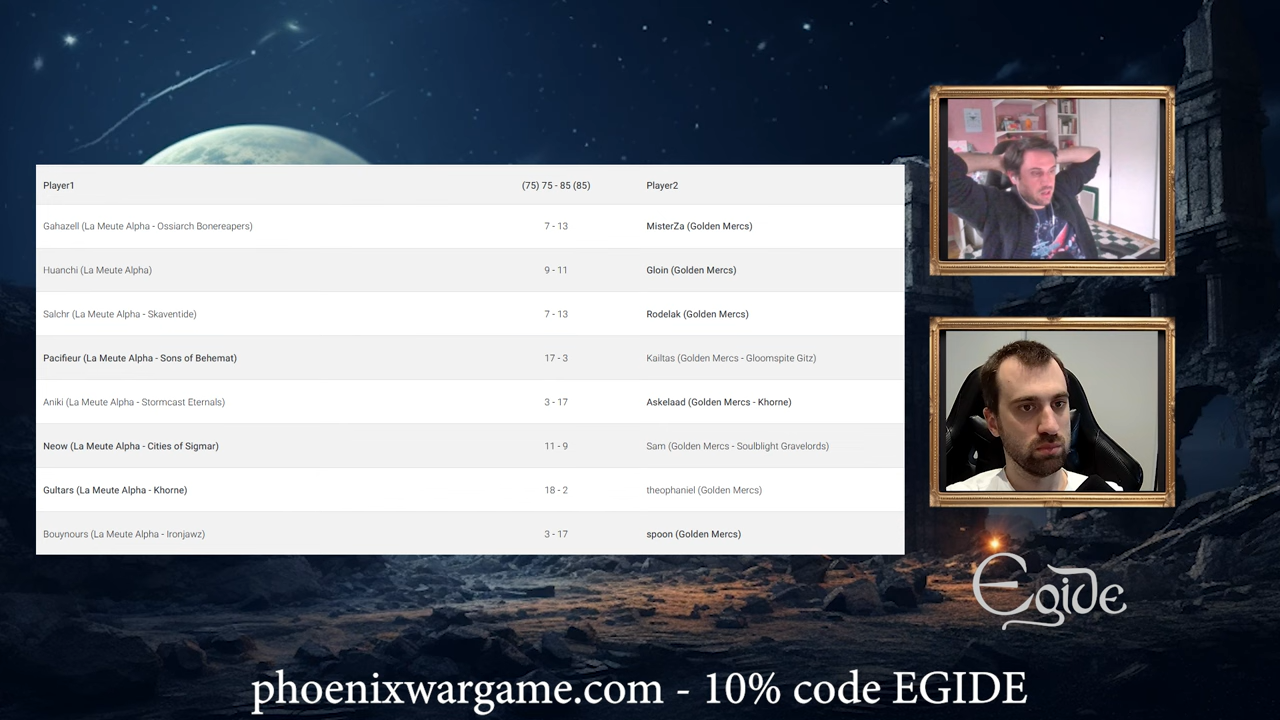 Player1 (75) 75 - 85 (85) Player2
Gahazell (La Meute Alpha - Ossiarch Bonereapers) 7 - 13 MisterZa (Golden Mercs)
Huanchi (La Meute Alpha) 9 - 11 Gloin (Golden Mercs)
Salchr (La Meute Alpha - Skaventide) 7 - 13 Rodelak (Golden Mercs)
Pacifieur (La Meute Alpha - Sons of Behemat) 17 - 3 Kailtas (Golden Mercs - Gloomspite Gitz)
Aniki (La Meute Alpha - Stormcast Eternals) 3 - 17 Askelaad (Golden Mercs - Khorne)
Neow (La Meute Alpha - Cities of Sigmar) 11 - 9 Sam (Golden Mercs - Soulblight Gravelords)
Gultars (La Meute Alpha - Khorne) 18 - 2 theophaniel (Golden Mercs)
Bouynours (La Meute Alpha - Ironjawz) 3 - 17 spoon (Golden Mercs)
Egide
phoenixwargame.com - 10% code EGIDE